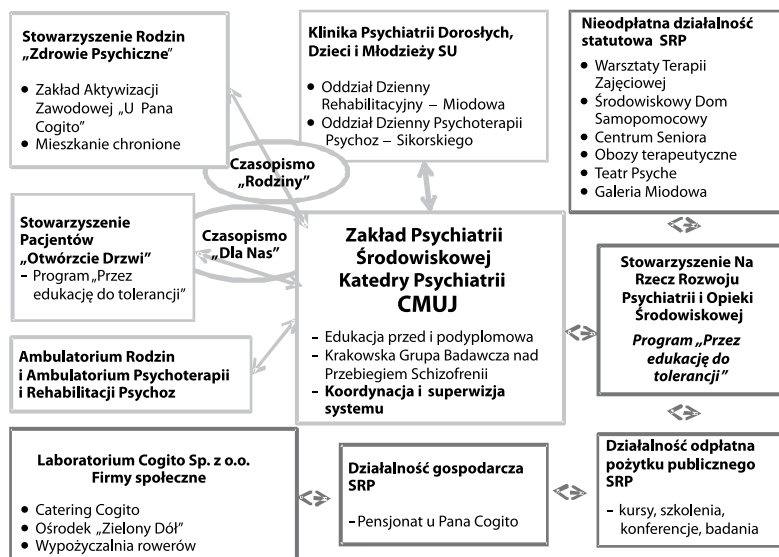 Stowarzyszenie Rodzin
„Zdrowie Psychiczne”
• Zakład Aktywizacji
Zawodowej „U Pana
Cogito”
• Mieszkanie chronione
Klinika Psychiatrii Dorosłych,
Dzieci i Młodzieży SU
• Oddział Dzienny
Rehabilitacyjny – Miodowa
• Oddział Dzienny Psychoterapii
Psychoz – Sikorskiego
Nieodpłatna działalność
statutowa SRP
• Warsztaty Terapii
Zajęciowej
• Środowiskowy Dom
Samopomocowy
• Centrum Seniora
• Obozy terapeutyczne
• Teatr Psyche
• Galeria Miodowa
Czasopismo
„Rodziny”
Stowarzyszenie
Pacjentów
„Otwórzcie Drzwi”
– Program „Przez
edukację do tolerancji”
Czasopismo
„Dla Nas”
Zakład Psychiatrii
Środowiskowej
Katedry Psychiatrii
CMUJ
– Edukacja przed i podyplomowa
– Krakowska Grupa Badawcza nad
Przebiegiem Schizofrenii
– Koordynacja i superwizja
systemu
Stowarzyszenie Na
Rzecz Rozwoju
Psychiatrii i Opieki
Środowiskowej
Program „Przez
edukację do
tolerancji”
Ambulatorium Rodzin
i Ambulatorium Psychoterapii
i Rehabilitacji Psychoz
Laboratorium Cogito Sp. z o.o.
Firmy społeczne
• Catering Cogito
• Ośrodek „Zielony Dół”
• Wypożyczalnia rowerów
Działalność gospodarcza
SRP
–Pensjonat u Pana Cogito
Działalność odpłatna
pożytku publicznego
SRP
– kursy, szkolenia,
konferencje, badania